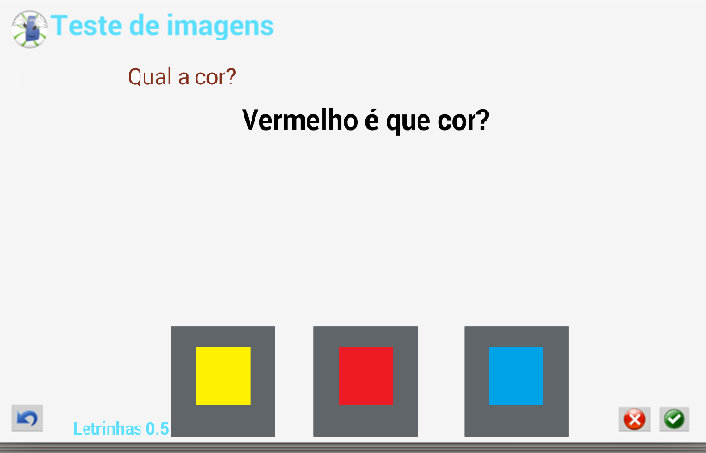 Teste de imagens
Qual a cor?
Vermelho é que cor?
Letrinhas 0.5